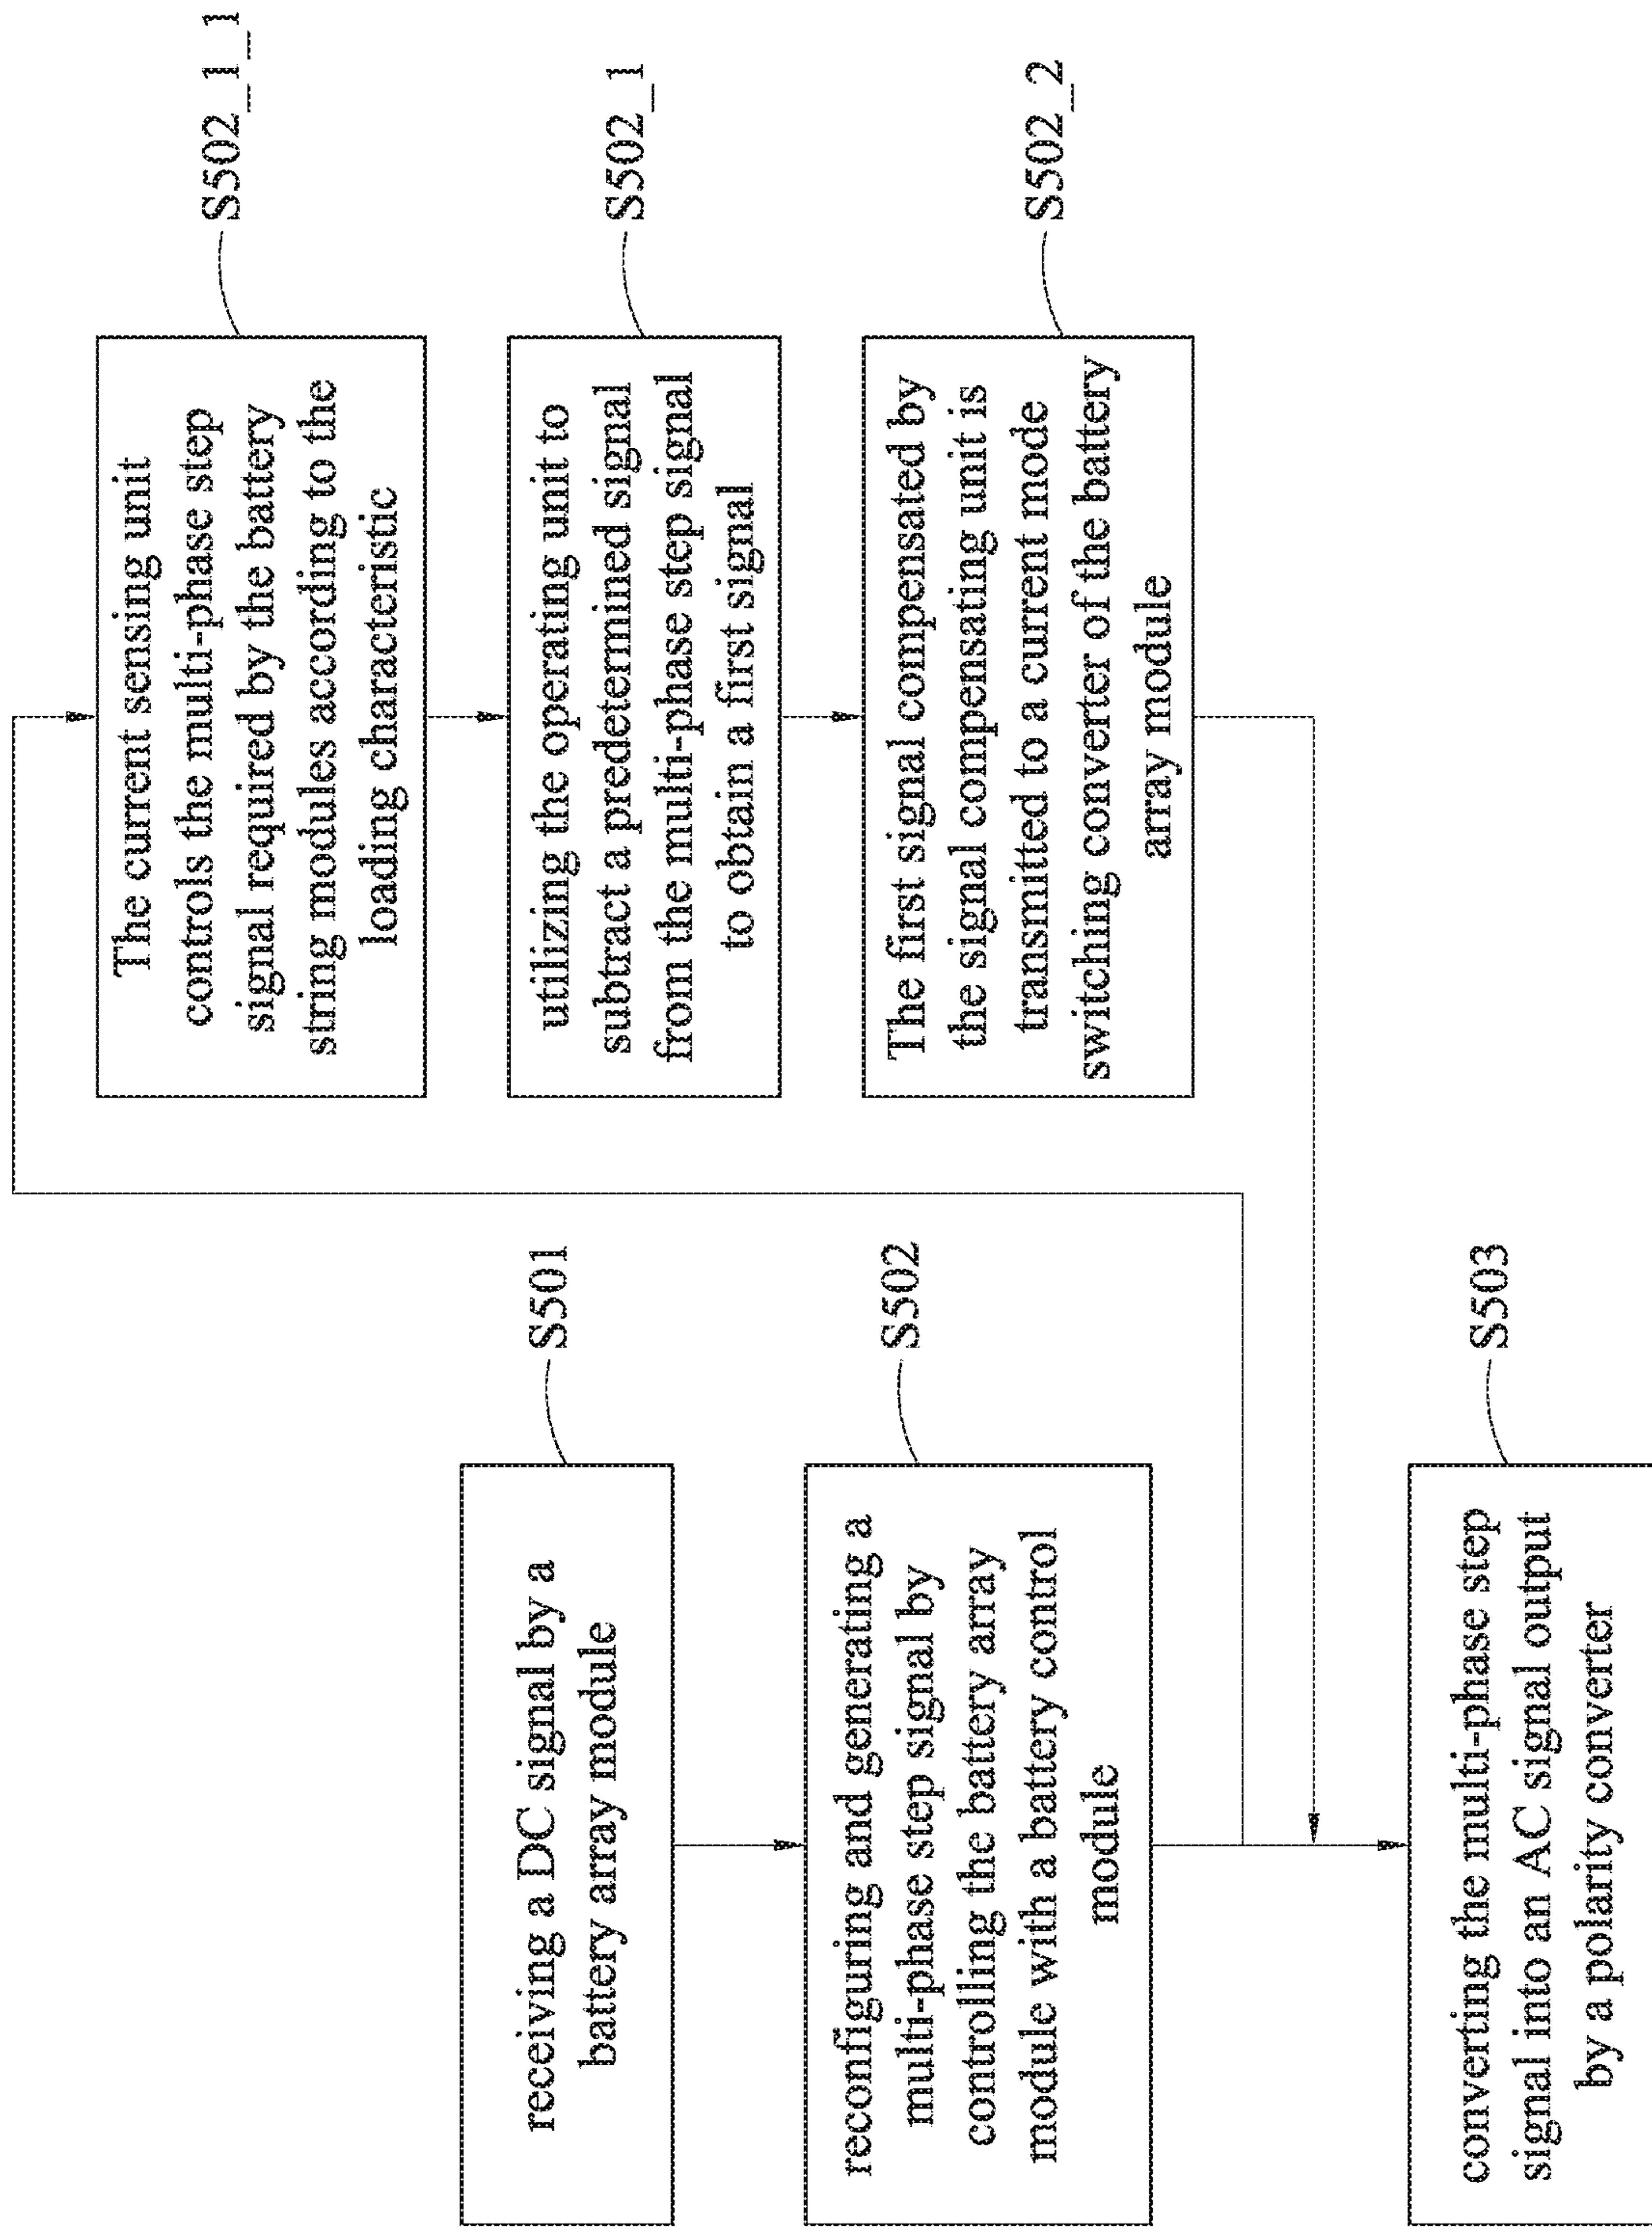 receiving a DC signal by a
battery array module
S501
reconfiguring and generating a
multi-phase step signal by
controlling the battery array
module with a battery control
module
S502
converting the multi-phase step
signal into an AC signal output
by a polarity converter
S503
The current sensing unit
controls the multi-phase step
signal required by the battery
string modules according to the
loading characteristic
S502_1_1
utilizing the operating unit to
subtract a predetermined signal
from the multi-phase step signal
to obtain a first signal
S502_1
The first signal compensated by
the signal compensating unit is
transmitted to a current mode
switching converter of the battery
array module
S502_2